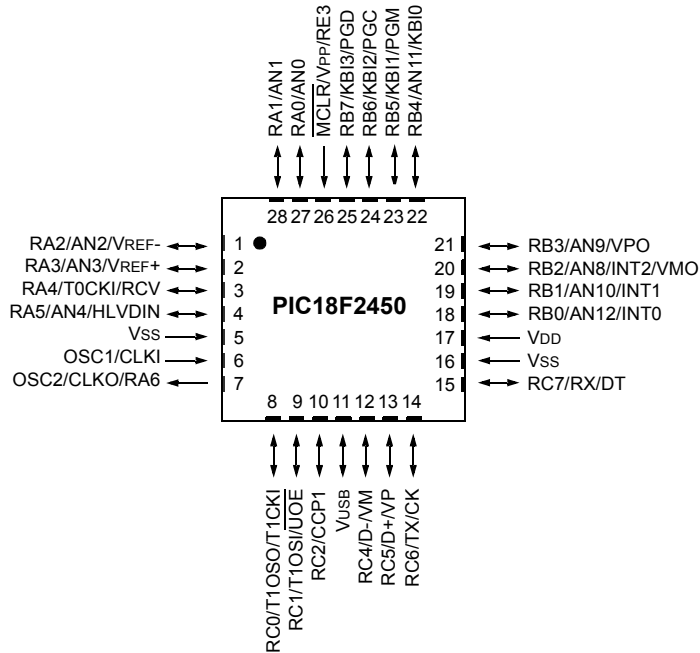 RA1/AN1
RA0/AN0
MCLR/VPP/RE3
RB7/KBI3/PGD
RB6/KBI2/PGC
RB5/KBI1/PGM
RB4/AN11/KBI0
28 27 26 25 24 23 22
RA2/AN2/VREF- 1
RA3/AN3/VREF+ 2
RA4/T0CKI/RCV 3
RA5/AN4/HLVDIN 4
VSS 5
OSC1/CLKI 6
OSC2/CLKO/RA6 7
PIC18F2450
21 RB3/AN9/VPO
20 RB2/AN8/INT2/VMO
19 RB1/AN10/INT1
18 RB0/AN12/INT0
17 VDD
16 VSS
15 RC7/RX/DT
8 9 10 11 12 13 14
RC0/T1OSO/T1CKI
RC1/T1OSI/UOE
RC2/CCP1
VUSB
RC4/D-/VM
RC5/D+/VP
RC6/TX/CK